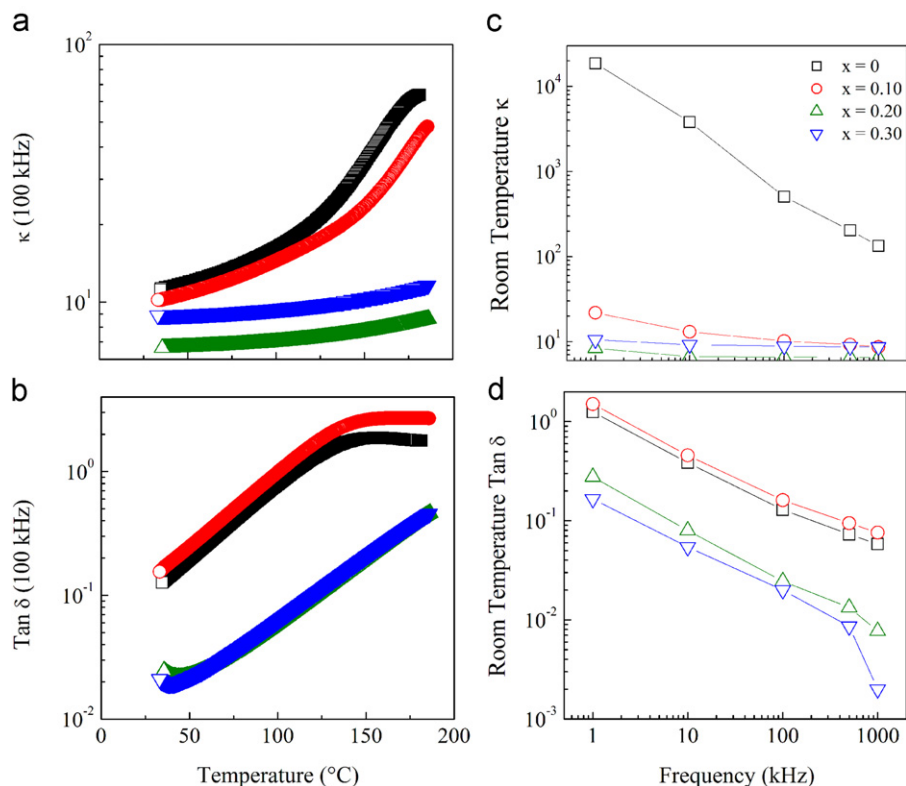 a
κ (100 kHz)
10²
10¹
b
Tan δ (100 kHz)
10⁰
10⁻¹
10⁻²
0
50
100
150
200
Temperature (°C)
c
Room Temperature κ
10⁴
10³
10²
10¹
x = 0
x = 0.10
x = 0.20
x = 0.30
d
Room Temperature Tan δ
10⁰
10⁻¹
10⁻²
10⁻³
1
10
100
1000
Frequency (kHz)